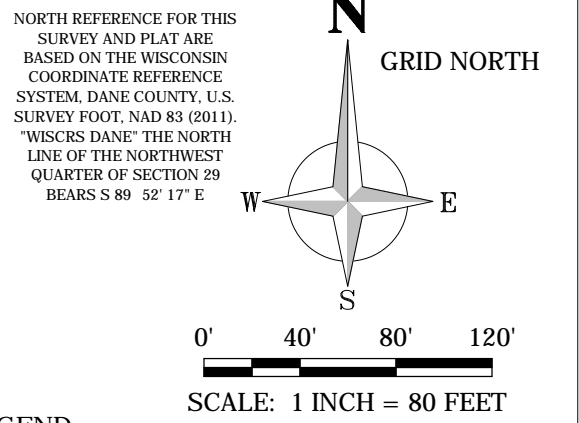 NORTH REFERENCE FOR THIS
SURVEY AND PLAT ARE
BASED ON THE WISCONSIN
COORDINATE REFERENCE
SYSTEM, DANE COUNTY, U.S.
SURVEY FOOT, NAD 83 (2011).
"WISCRS DANE" THE NORTH
LINE OF THE NORTHWEST
QUARTER OF SECTION 29
BEARS S 89 52' 17" E
N
GRID NORTH
W
E
S
0' 40' 80' 120'
SCALE: 1 INCH = 80 FEET